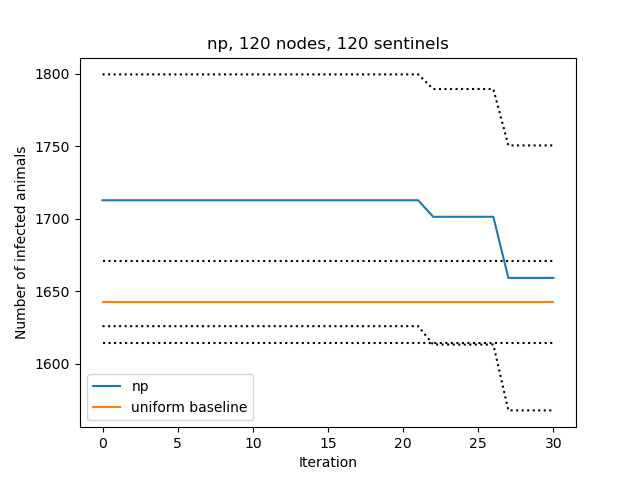 np, 120 nodes, 120 sentinels
Number of infected animals
1800
1750
1700
1650
1600
np
uniform baseline
0 5 10 15 20 25 30
Iteration